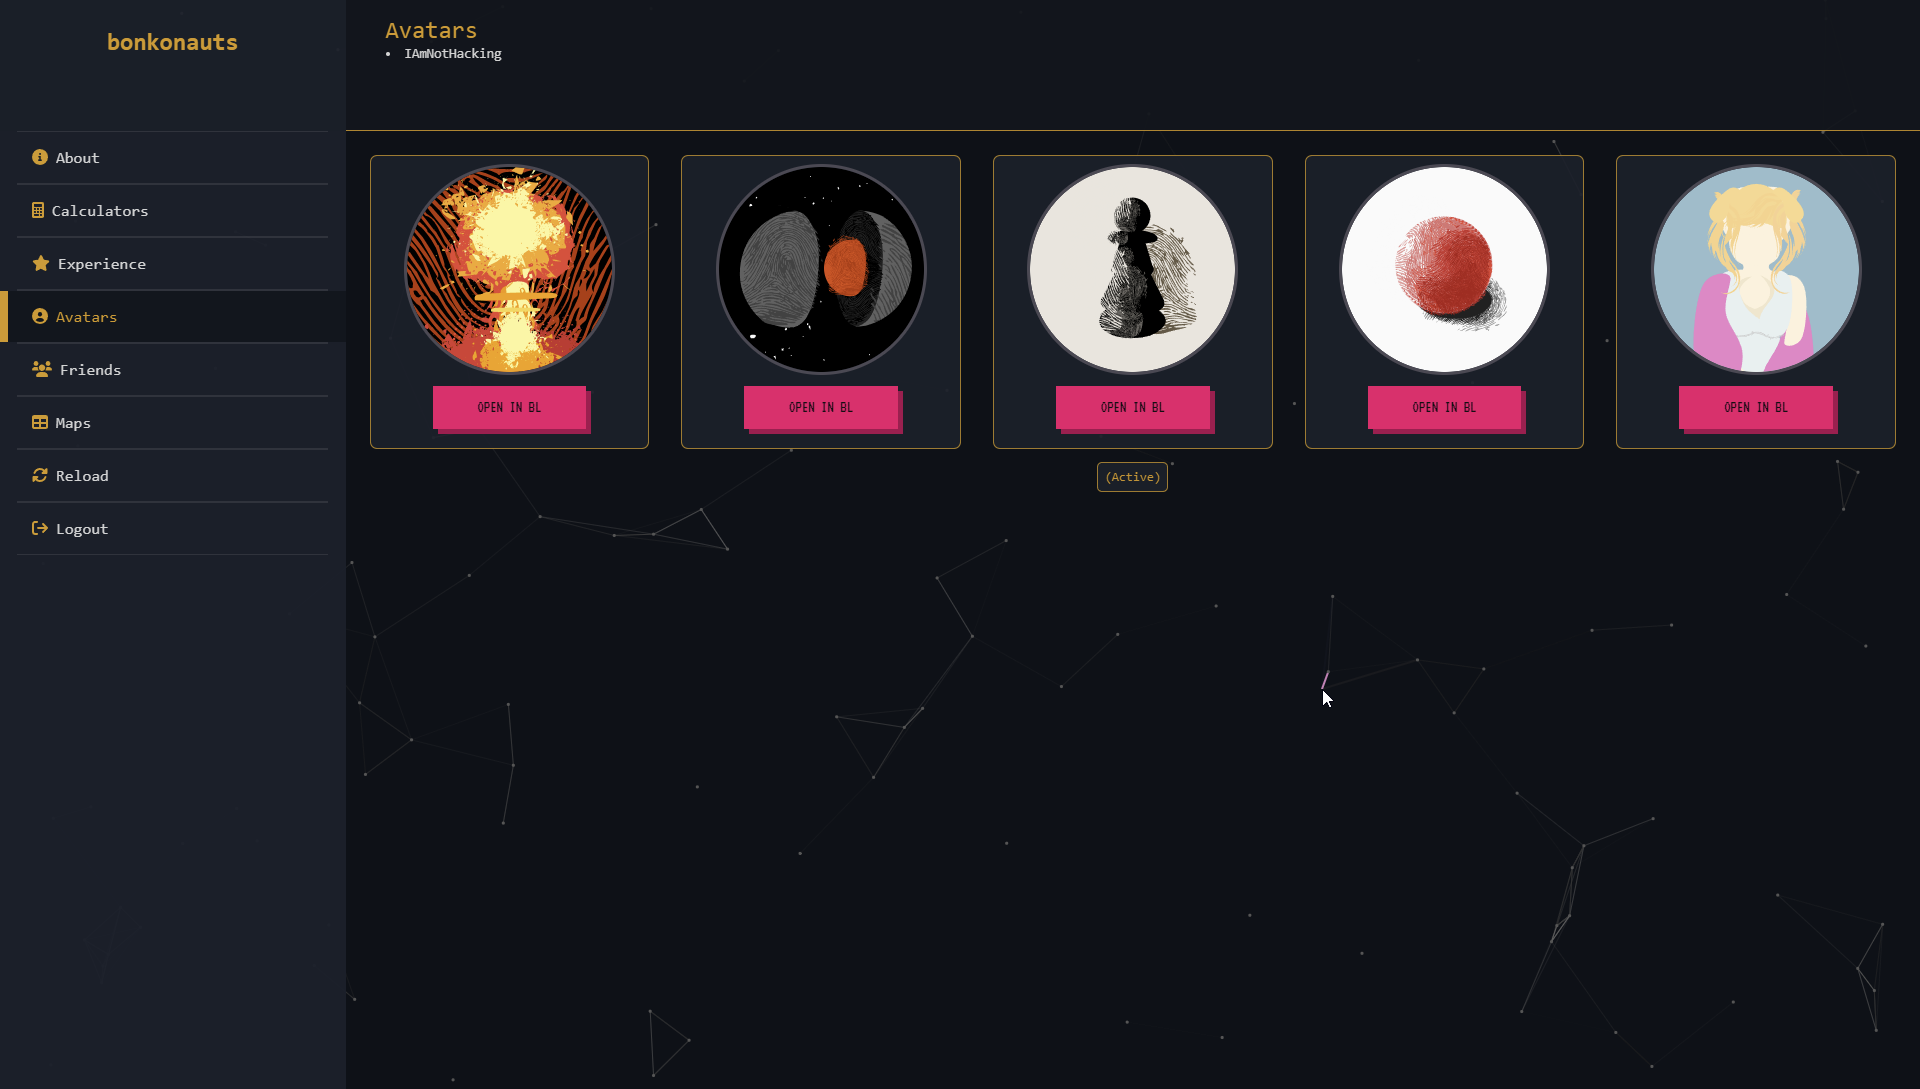 bonkonauts
Avatars
• IAmNotHacking
About
Calculators
Experience
Avatars
Friends
Maps
Reload
Logout
OPEN IN BL
OPEN IN BL
OPEN IN BL
OPEN IN BL
OPEN IN BL
(Active)